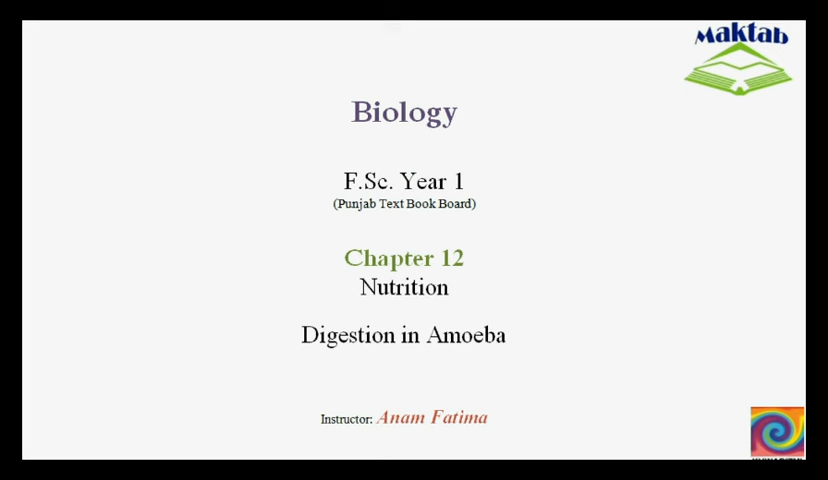 Maktab
Biology
F.Sc. Year 1
(Punjab Text Book Board)
Chapter 12
Nutrition
Digestion in Amoeba
Instructor: Anam Fatima